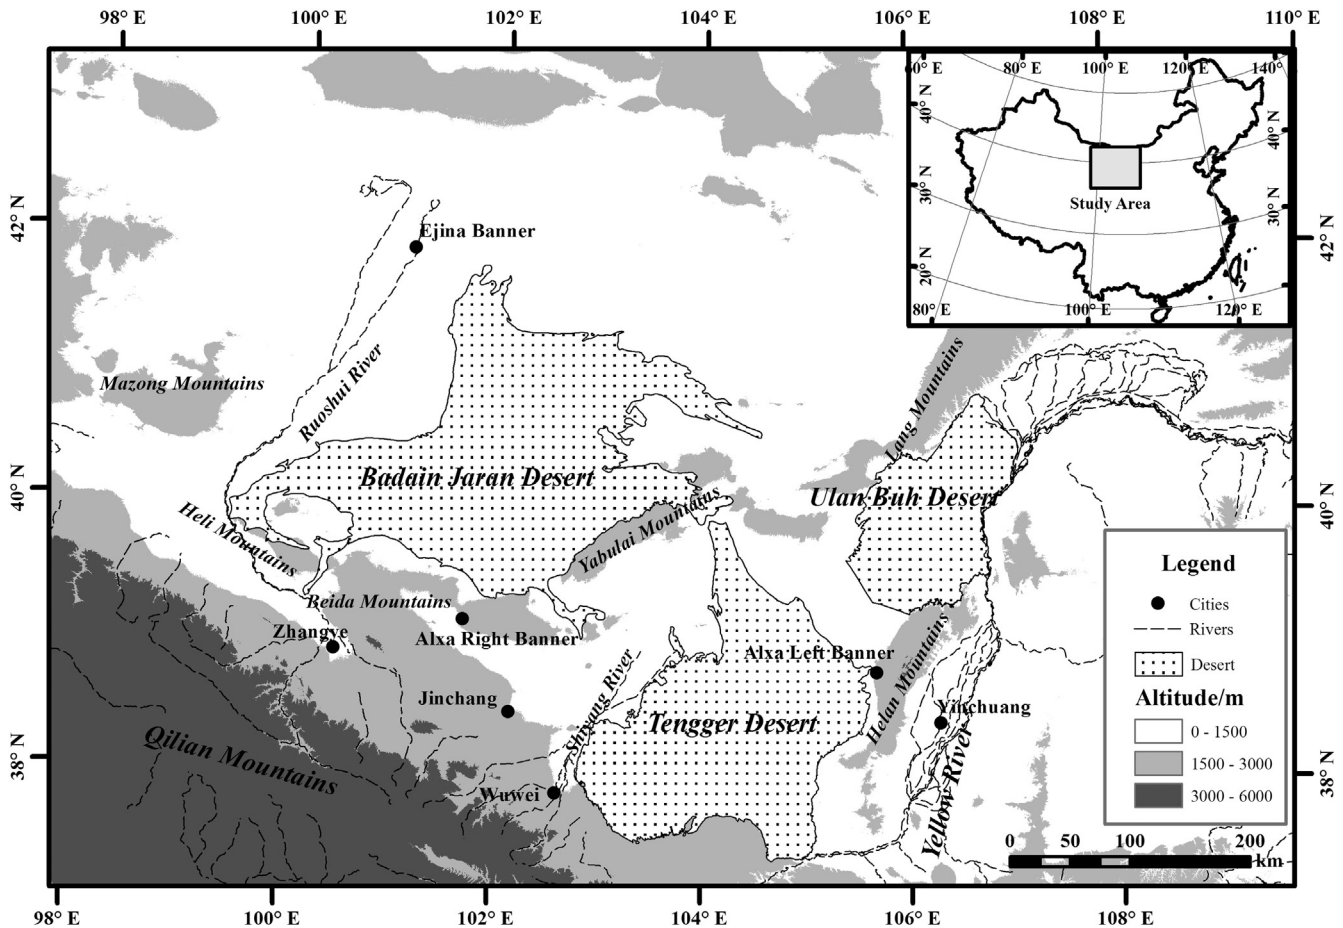 98° E
100° E
102° E
104° E
106° E
108° E
110° E
60° E
80° E
100° E
120° E
140°
40° N
40° N
30° N
30° N
20° N
Study Area
80° E
100° E
120° E
42° N
42° N
Ejina Banner
Mazong Mountains
Ruoshui River
Lang Mountains
Badain Jaran Desert
Ulan Buh Desert
40° N
40° N
Yabulai Mountains
Heli Mountains
Beida Mountains
Zhangye
Alxa Right Banner
Alxa Left Banner
Jinchang
Shiyang River
Tengger Desert
Helan Mountains
Yinchuang
Qilian Mountains
38° N
38° N
Wuwei
Yellow River
Legend
Cities
Rivers
Desert
Altitude/m
0 - 1500
1500 - 3000
3000 - 6000
0 50 100 200
km
98° E
100° E
102° E
104° E
106° E
108° E